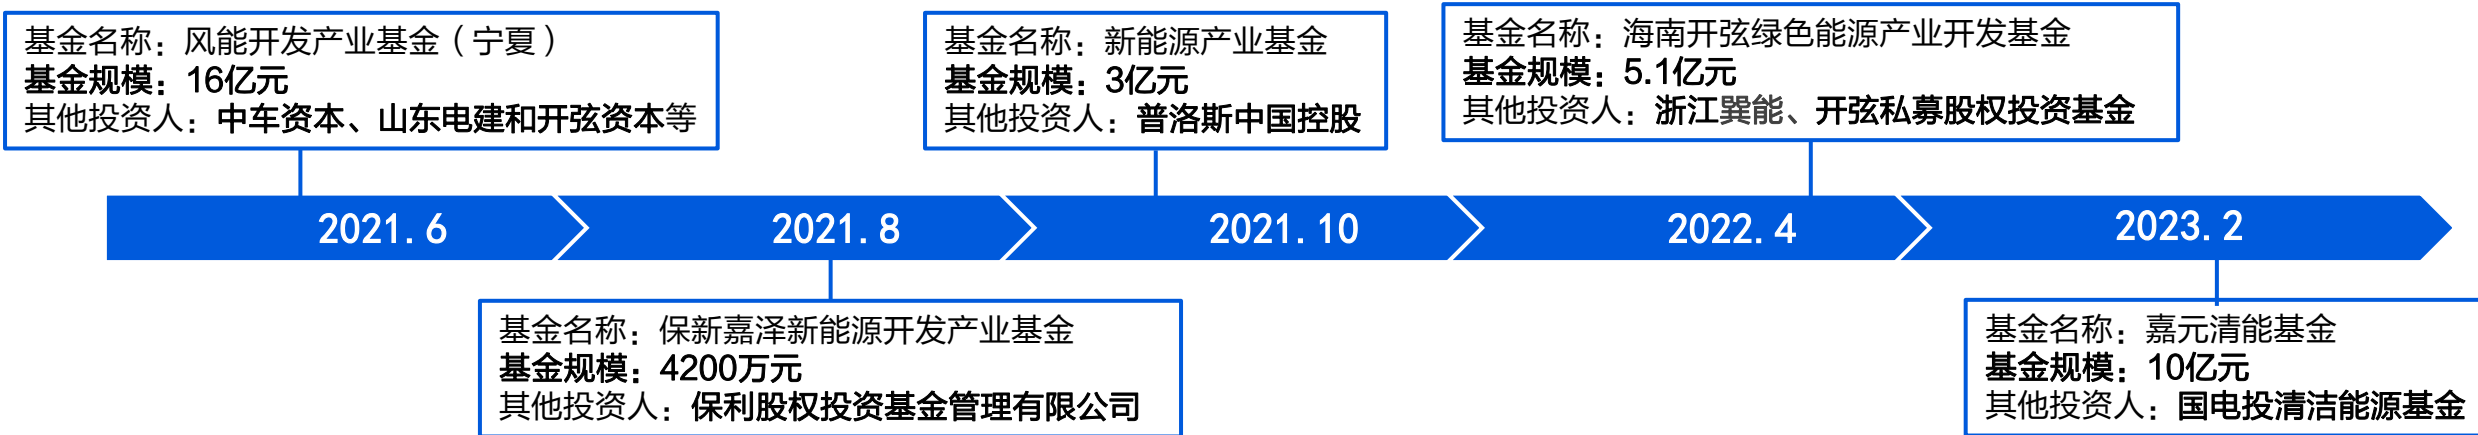 基金名称：风能开发产业基金（宁夏）
基金规模：16亿元
其他投资人：中车资本、山东电建和开弦资本等
基金名称：新能源产业基金
基金规模：3亿元
其他投资人：普洛斯中国控股
基金名称：海南开弦绿色能源产业开发基金
基金规模：5.1亿元
其他投资人：浙江巽能、开弦私募股权投资基金
2021.6
2021.8
2021.10
2022.4
2023.2
基金名称：保新嘉泽新能源开发产业基金
基金规模：4200万元
其他投资人：保利股权投资基金管理有限公司
基金名称：嘉元清能基金
基金规模：10亿元
其他投资人：国电投清洁能源基金